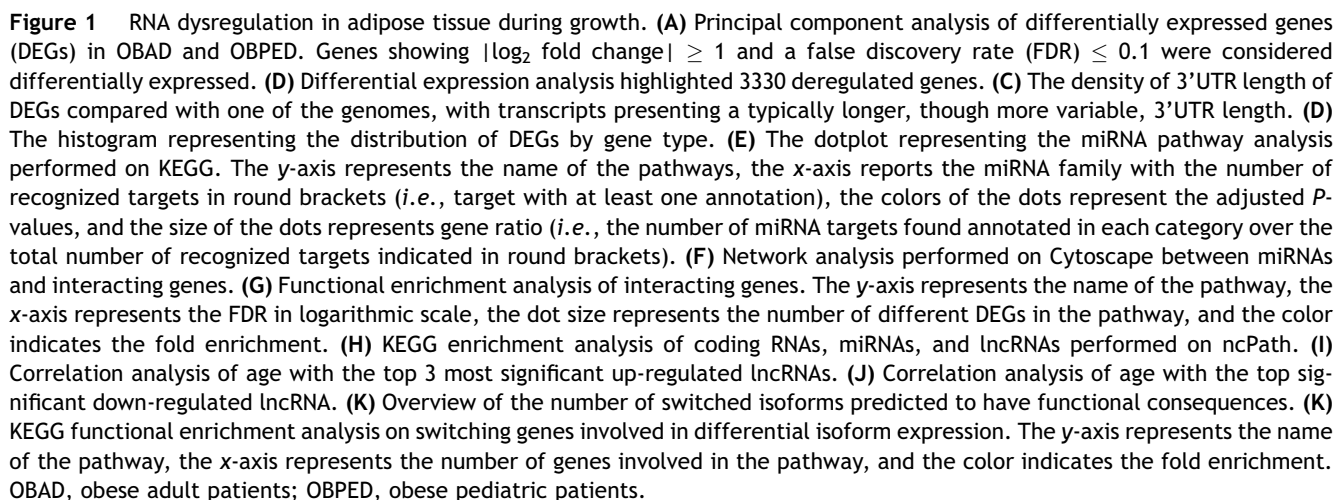 Figure 1 RNA dysregulation in adipose tissue during growth. (A) Principal component analysis of differentially expressed genes
(DEGs) in OBAD and OBPED. Genes showing |log₂ fold change| ≥ 1 and a false discovery rate (FDR) ≤ 0.1 were considered
differentially expressed. (D) Differential expression analysis highlighted 3330 deregulated genes. (C) The density of 3'UTR length of
DEGs compared with one of the genomes, with transcripts presenting a typically longer, though more variable, 3'UTR length. (D)
The histogram representing the distribution of DEGs by gene type. (E) The dotplot representing the miRNA pathway analysis
performed on KEGG. The y-axis represents the name of the pathways, the x-axis reports the miRNA family with the number of
recognized targets in round brackets (i.e., target with at least one annotation), the colors of the dots represent the adjusted P-
values, and the size of the dots represents gene ratio (i.e., the number of miRNA targets found annotated in each category over the
total number of recognized targets indicated in round brackets). (F) Network analysis performed on Cytoscape between miRNAs
and interacting genes. (G) Functional enrichment analysis of interacting genes. The y-axis represents the name of the pathway, the
x-axis represents the FDR in logarithmic scale, the dot size represents the number of different DEGs in the pathway, and the color
indicates the fold enrichment. (H) KEGG enrichment analysis of coding RNAs, miRNAs, and lncRNAs performed on ncPath. (I)
Correlation analysis of age with the top 3 most significant up-regulated lncRNAs. (J) Correlation analysis of age with the top sig-
nificant down-regulated lncRNA. (K) Overview of the number of switched isoforms predicted to have functional consequences. (K)
KEGG functional enrichment analysis on switching genes involved in differential isoform expression. The y-axis represents the name
of the pathway, the x-axis represents the number of genes involved in the pathway, and the color indicates the fold enrichment.
OBAD, obese adult patients; OBPED, obese pediatric patients.